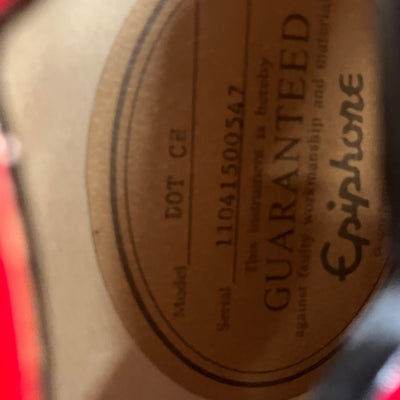 Model DOT CH
Serial 11041500547
This instrument is hereby
GUARANTEED
against faulty workmanship and material
Epiphone